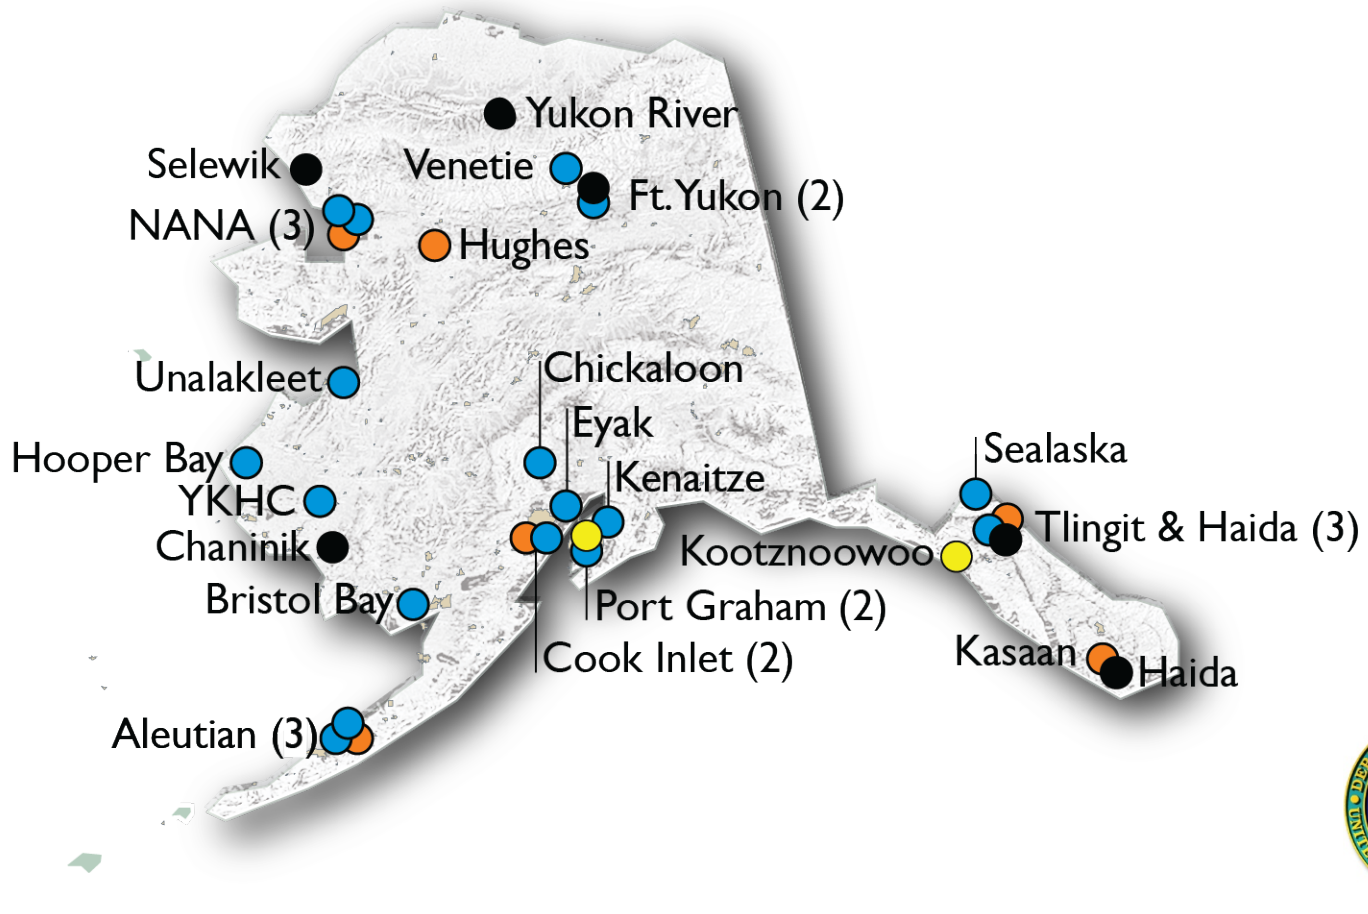 Yukon River
Selewik
Venetie
Ft. Yukon (2)
NANA (3)
Hughes
Chickaloon
Unalakleet
Eyak
Sealaska
Hooper Bay
Kenaitze
YKHC
Tlingit & Haida (3)
Chaninik
Kootznoowoo
Bristol Bay
Port Graham (2)
Cook Inlet (2)
Kasaan
Haida
Aleutian (3)